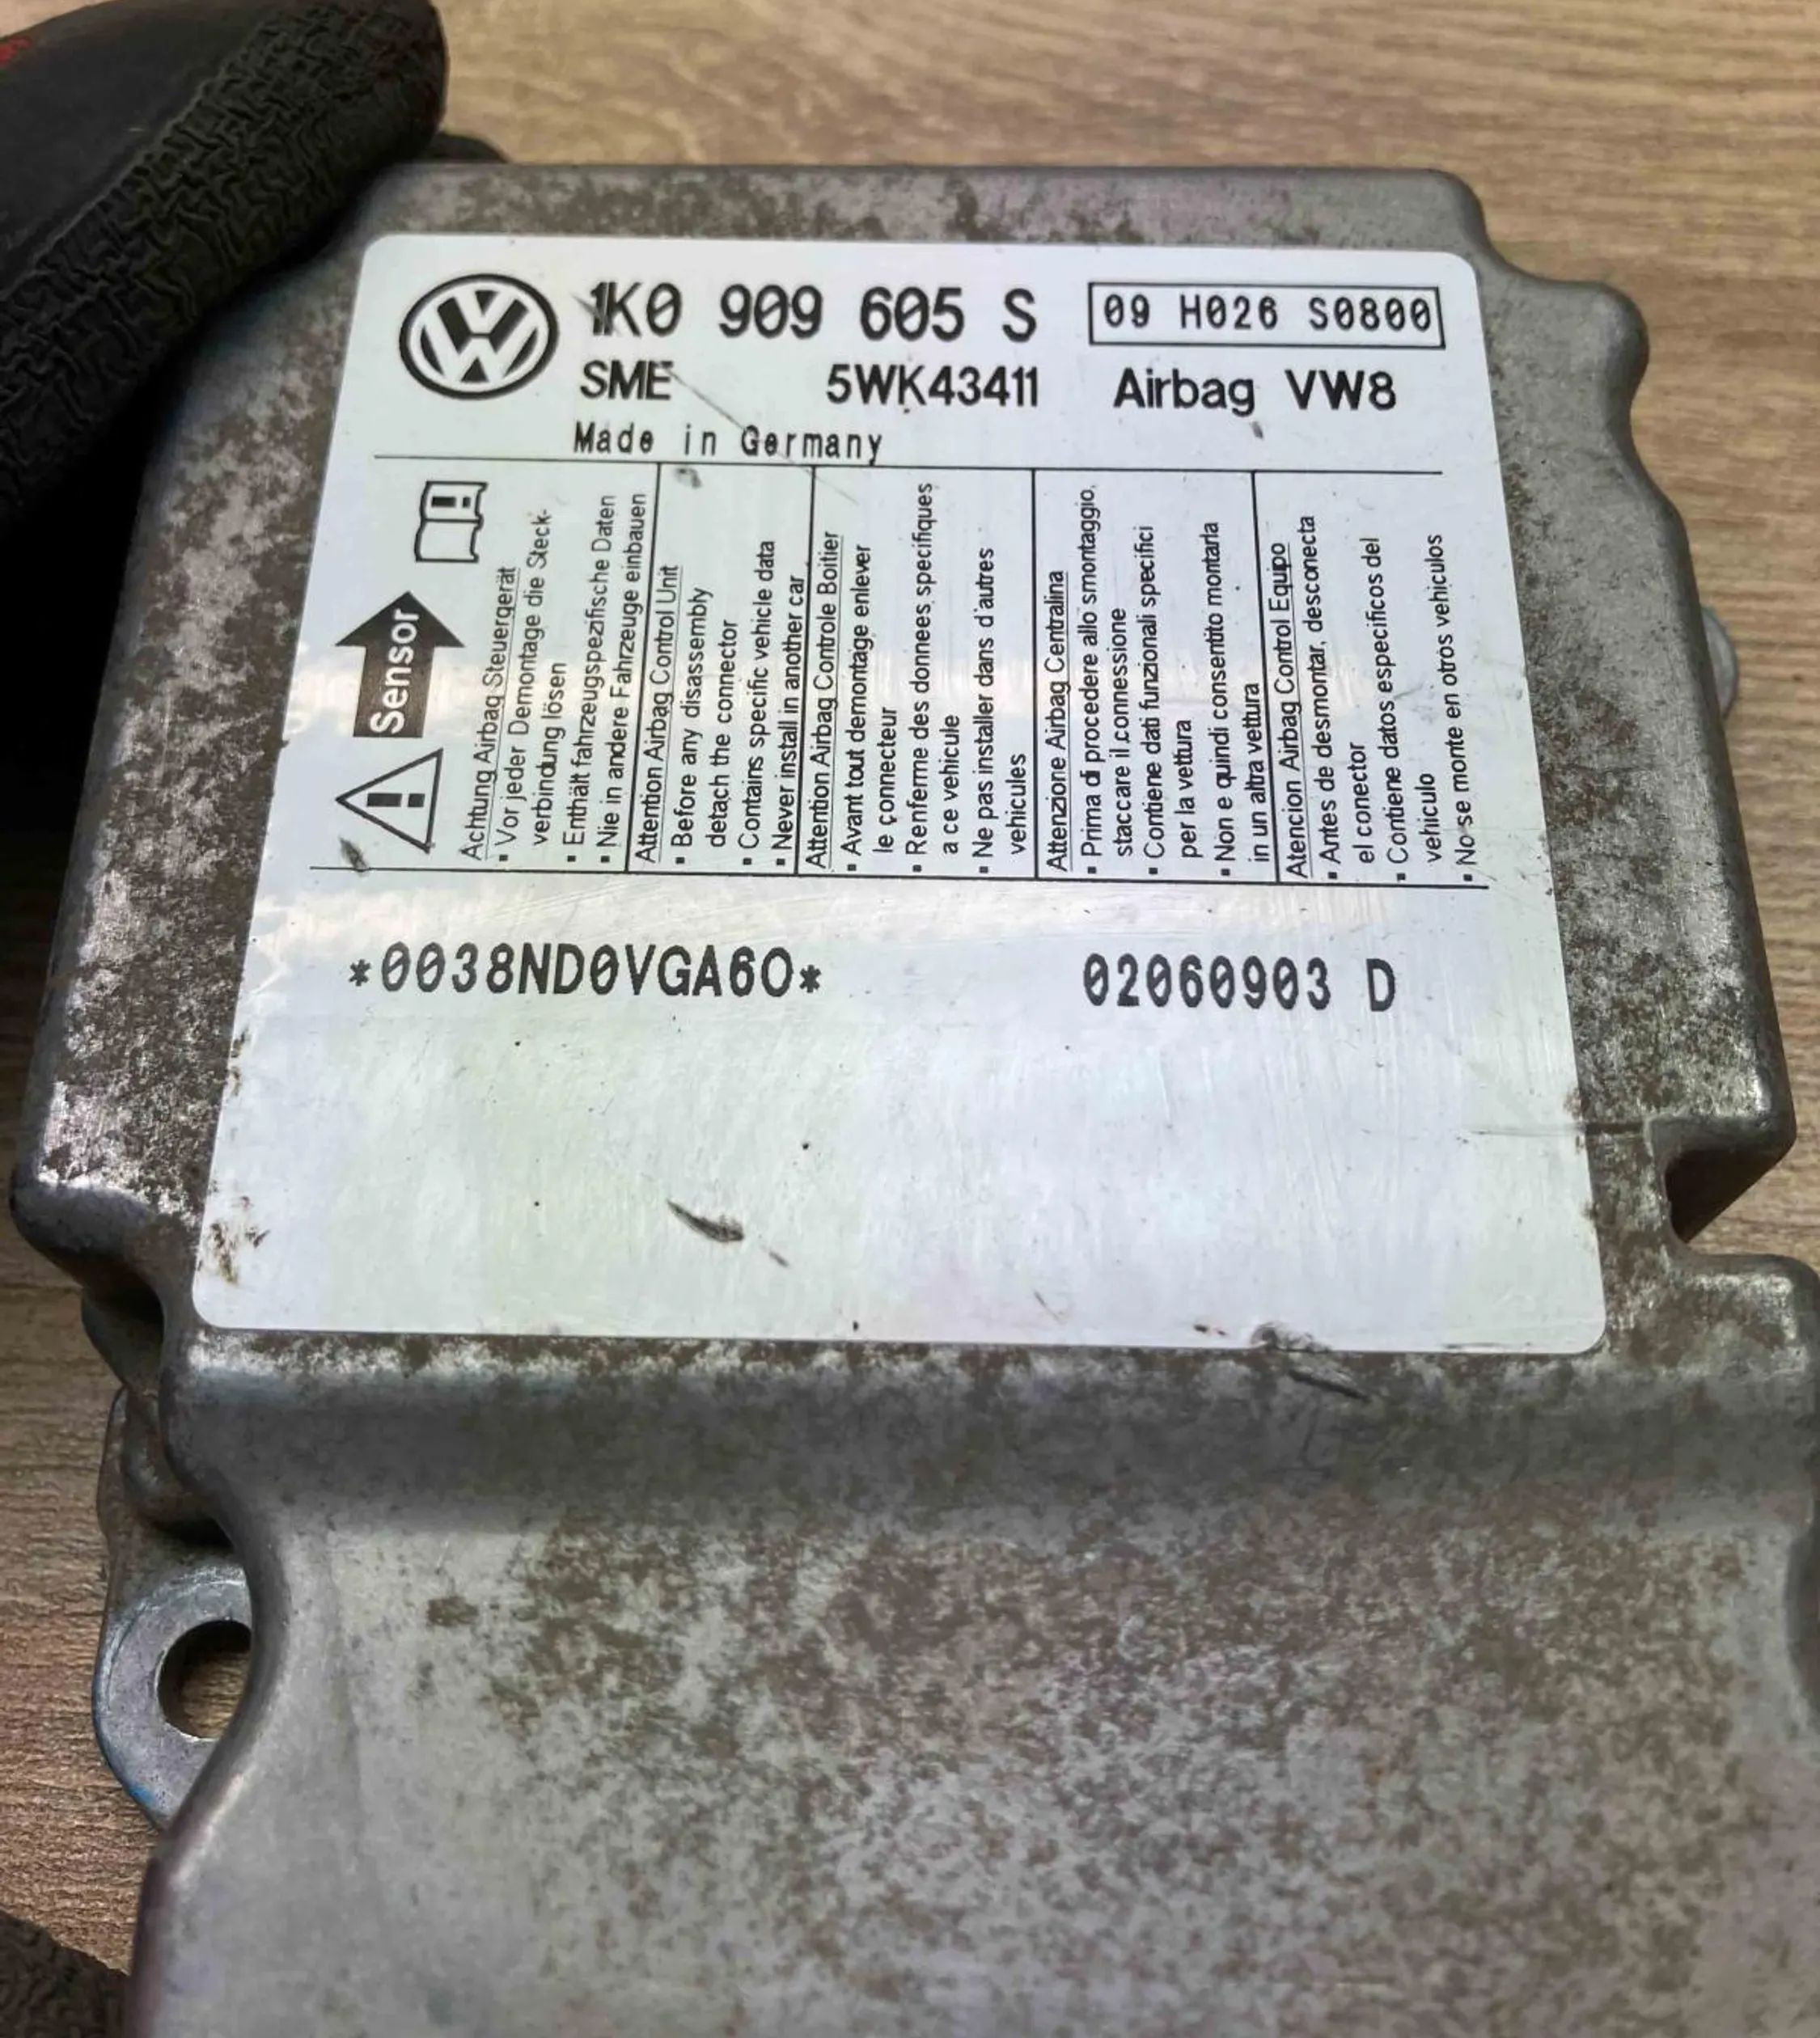 1K0 909 605 S 09 H026 S0800
SME 5WK43411 Airbag VW8
Made in Germany
Sensor
Achtung Airbag Steuergerät
▪ Vor jeder Demontage die Steck-
verbindung lösen
▪ Enthält fahrzeugspezifische Daten
▪ Nie in andere Fahrzeuge einbauen
Attention Airbag Control Unit
▪ Before any disassembly
detach the connector
▪ Contains specific vehicle data
▪ Never install in another car
Attention Airbag Controle Boitier
▪ Avant tout demontage enlever
le connecteur
▪ Renferme des donnees specifiques
a ce vehicule
▪ Ne pas installer dans d'autres
vehicules
Attenzione Airbag Centralina
▪ Prima di procedere allo smontaggio,
staccare il connessione
▪ Contiene dati funzionali specifici
per la vettura
▪ Non e quindi consentito montarla
in un altra vettura
Atencion Airbag Control Equipo
▪ Antes de desmontar, desconecta
el conector
▪ Contiene datos especificos del
vehiculo
▪ No se monte en otros vehiculos
*0038ND0VGA60* 02060903 D